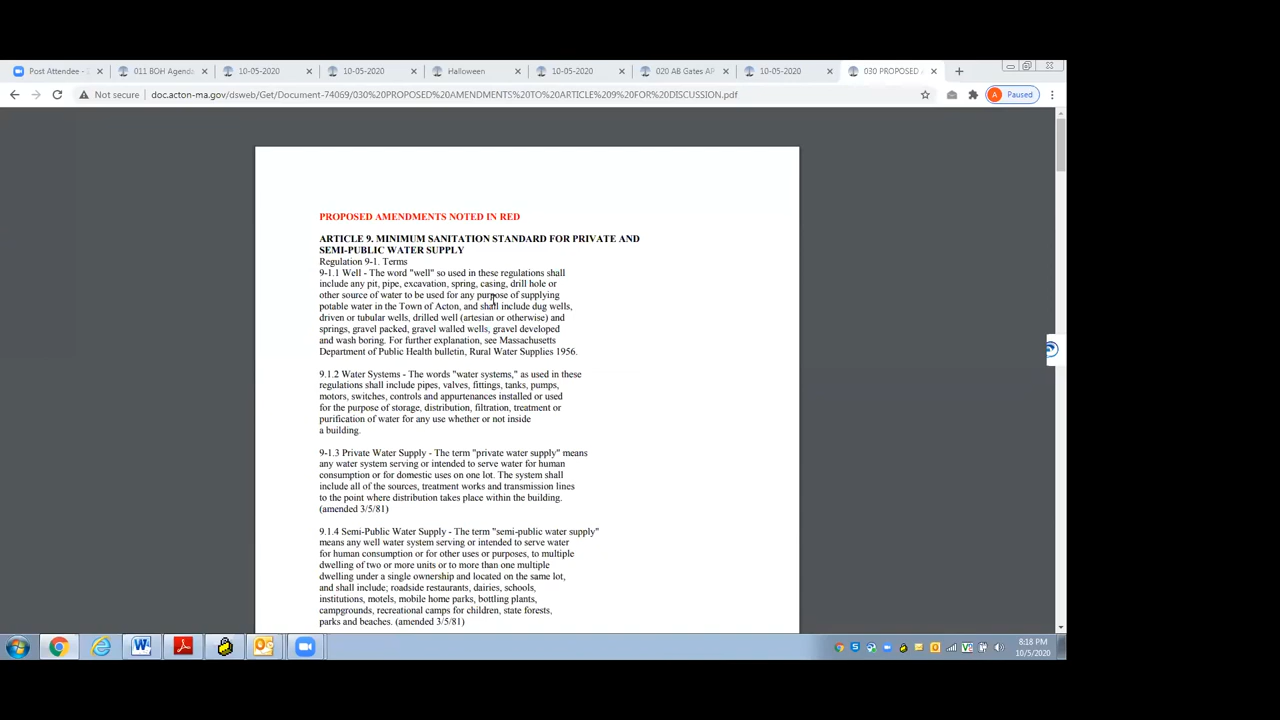 Post Attendee -
011 BOH Agenda
10-05-2020
10-05-2020
Halloween
10-05-2020
020 AB Gates AP
10-05-2020
030 PROPOSED
Not secure
doc.acton-ma.gov/dsweb/Get/Document-74069/030%20PROPOSED%20AMENDMENTS%20TO%20ARTICLE%209%20FOR%20DISCUSSION.pdf
A
Paused
PROPOSED AMENDMENTS NOTED IN RED
ARTICLE 9. MINIMUM SANITATION STANDARD FOR PRIVATE AND
SEMI-PUBLIC WATER SUPPLY
Regulation 9-1. Terms
9-1.1 Well - The word "well" so used in these regulations shall
include any pit, pipe, excavation, spring, casing, drill hole or
other source of water to be used for any purpose of supplying
potable water in the Town of Acton, and shall include dug wells,
driven or tubular wells, drilled well (artesian or otherwise) and
springs, gravel packed, gravel walled wells, gravel developed
and wash boring. For further explanation, see Massachusetts
Department of Public Health bulletin, Rural Water Supplies 1956.
9.1.2 Water Systems - The words "water systems," as used in these
regulations shall include pipes, valves, fittings, tanks, pumps,
motors, switches, controls and appurtenances installed or used
for the purpose of storage, distribution, filtration, treatment or
purification of water for any use whether or not inside
a building.
9-1.3 Private Water Supply - The term "private water supply" means
any water system serving or intended to serve water for human
consumption or for domestic uses on one lot. The system shall
include all of the sources, treatment works and transmission lines
to the point where distribution takes place within the building.
(amended 3/5/81)
9.1.4 Semi-Public Water Supply - The term "semi-public water supply"
means any well water system serving or intended to serve water
for human consumption or for other uses or purposes, to multiple
dwelling of two or more units or to more than one multiple
dwelling under a single ownership and located on the same lot,
and shall include; roadside restaurants, dairies, schools,
institutions, motels, mobile home parks, bottling plants,
campgrounds, recreational camps for children, state forests,
parks and beaches. (amended 3/5/81)
8:18 PM
10/5/2020